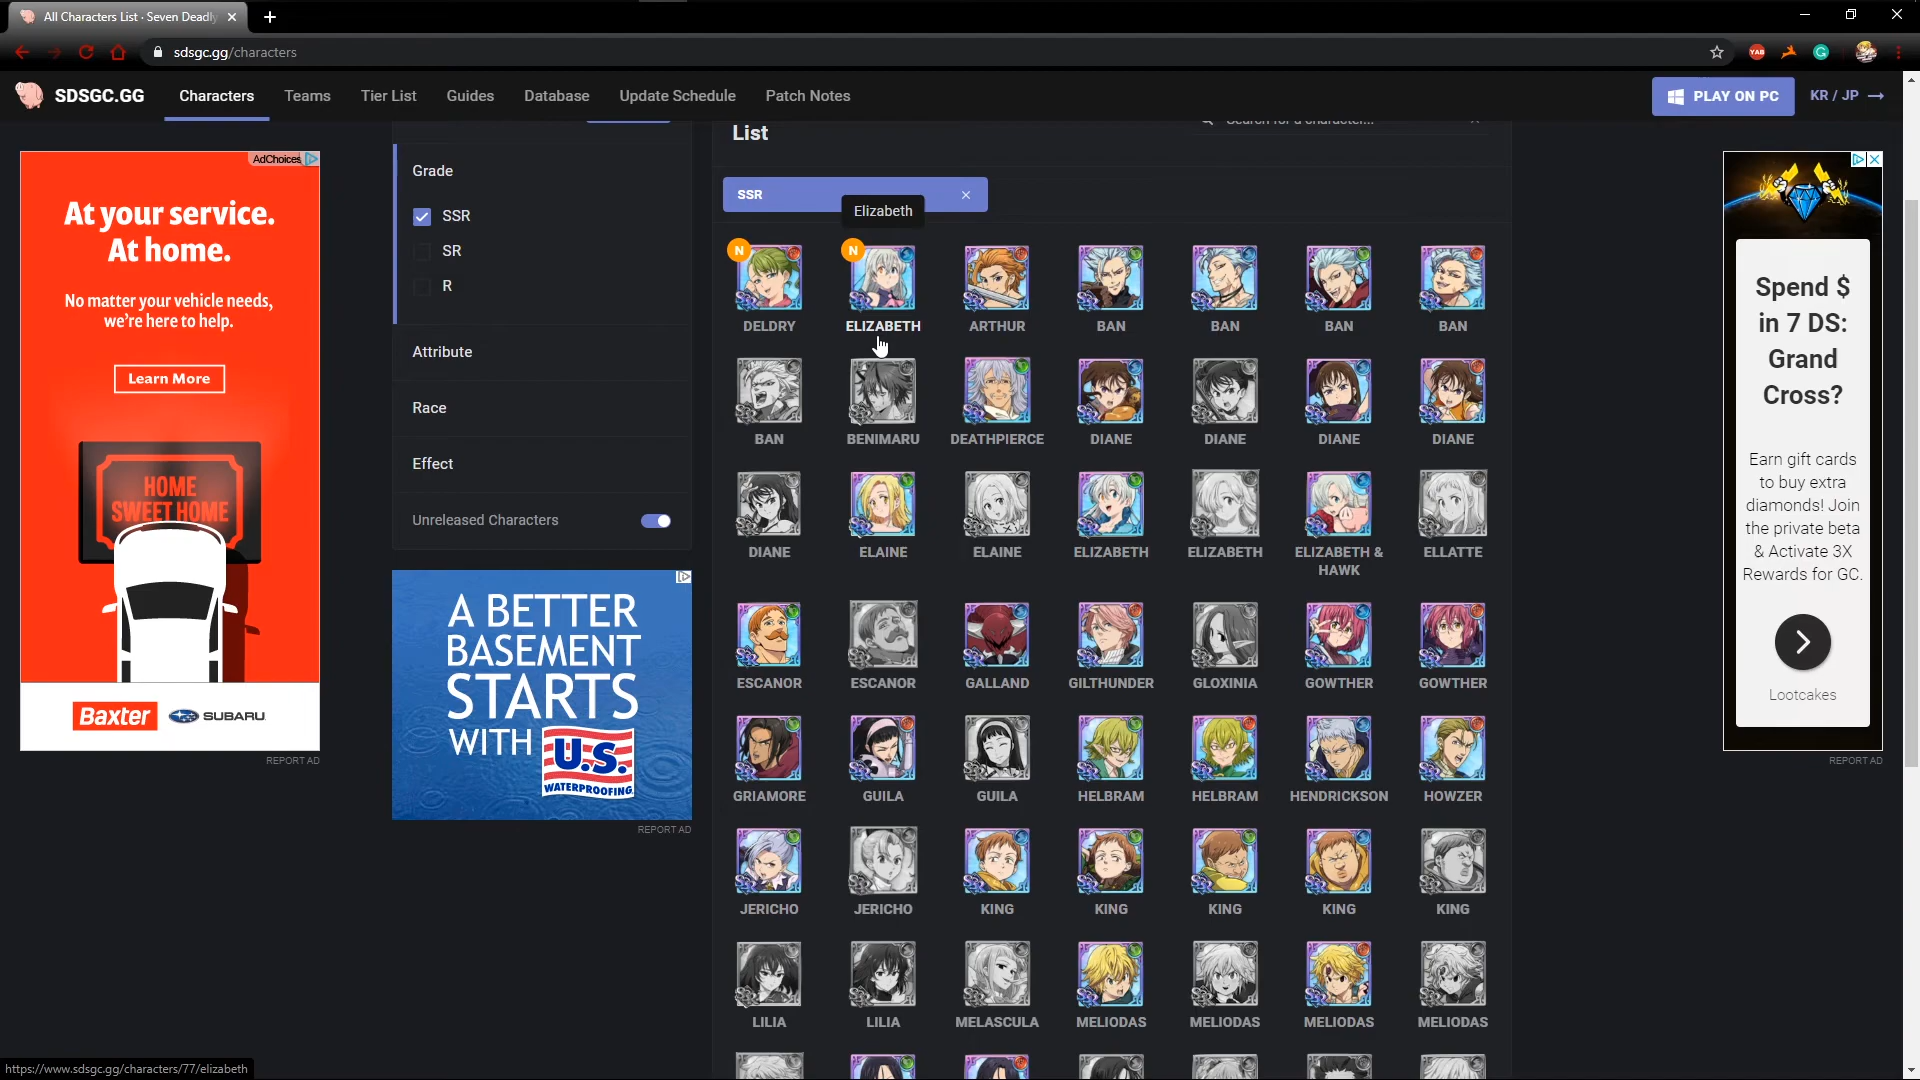 All Characters List · Seven Deadly
sdsgc.gg/characters
SDSGC.GG
Characters
Teams
Tier List
Guides
Database
Update Schedule
Patch Notes
PLAY ON PC
KR / JP →
AdChoices
At your service.
At home.
No matter your vehicle needs,
we're here to help.
Learn More
HOME
SWEET HOME
Baxter
SUBARU
REPORT AD
Grade
SSR
SR
R
Attribute
Race
Effect
Unreleased Characters
A BETTER
BASEMENT
STARTS
WITH U.S.
WATERPROOFING
REPORT AD
List
Search for a character...
SSR
Elizabeth
N
N
DELDRY
ELIZABETH
ARTHUR
BAN
BAN
BAN
BAN
BAN
BENIMARU
DEATHPIERCE
DIANE
DIANE
DIANE
DIANE
DIANE
ELAINE
ELAINE
ELIZABETH
ELIZABETH
ELIZABETH &
HAWK
ELLATTE
ESCANOR
ESCANOR
GALLAND
GILTHUNDER
GLOXINIA
GOWTHER
GOWTHER
GRIAMORE
GUILA
GUILA
HELBRAM
HELBRAM
HENDRICKSON
HOWZER
JERICHO
JERICHO
KING
KING
KING
KING
KING
LILIA
LILIA
MELASCULA
MELIODAS
MELIODAS
MELIODAS
MELIODAS
Spend $
in 7 DS:
Grand
Cross?
Earn gift cards
to buy extra
diamonds! Join
the private beta
& Activate 3X
Rewards for GC.
Lootcakes
REPORT AD
https://www.sdsgc.gg/characters/77/elizabeth